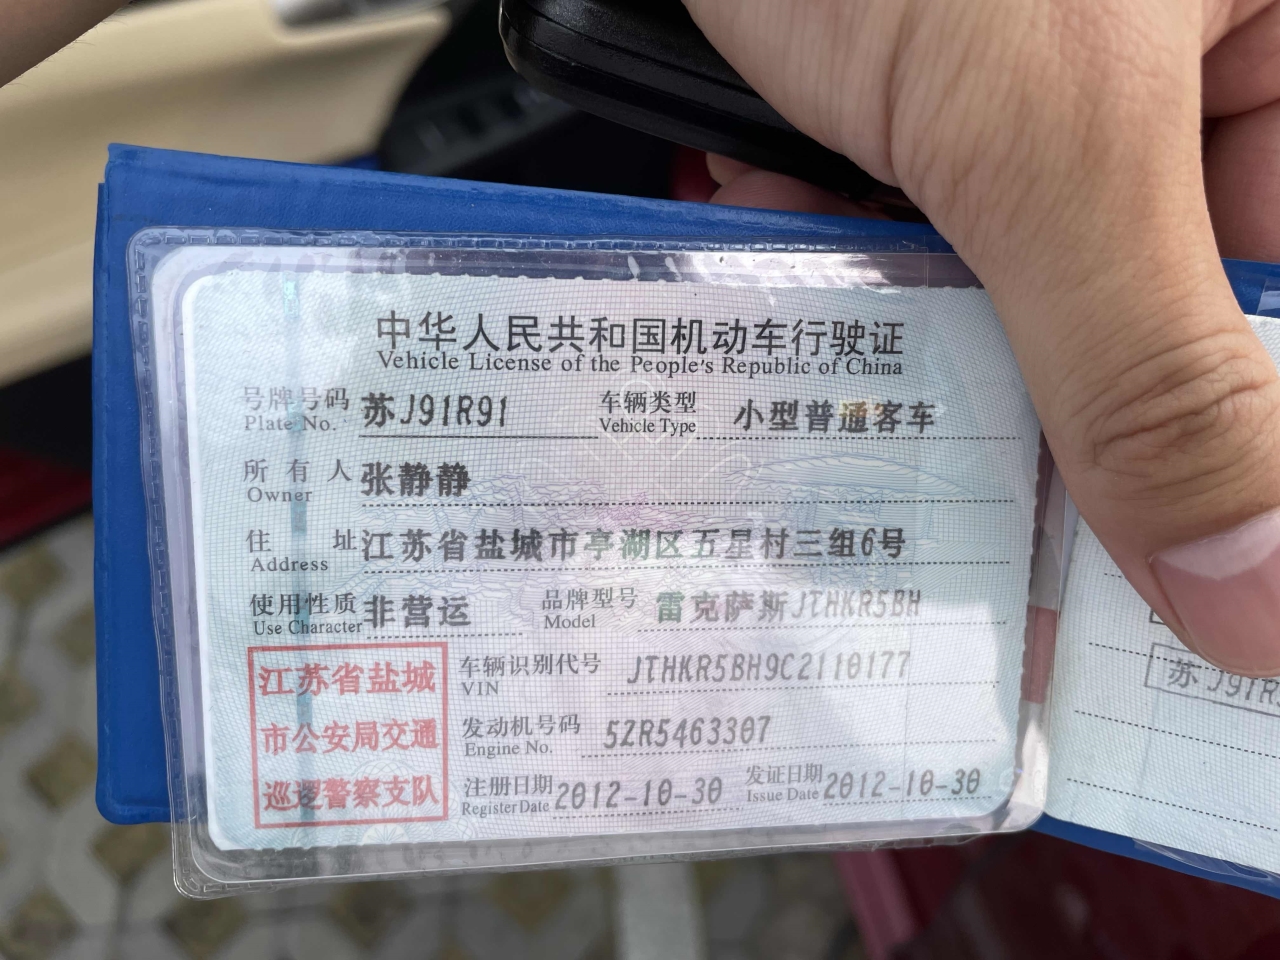 中华人民共和国机动车行驶证
Vehicle License of the People's Republic of China
号牌号码 苏J91R91 车辆类型 小型普通客车
Plate No. Vehicle Type
所有人 张静静
Owner
住址 江苏省盐城市亭湖区五星村三组6号
Address
使用性质 非营运 品牌型号 雷克萨斯JTHKR5BH
Use Character Model
江苏省盐城
市公安局交通
巡逻警察支队
车辆识别代号 JTHKR5BH9C2110177
VIN
发动机号码 5ZR5463307
Engine No.
注册日期 2012-10-30 发证日期 2012-10-30
Register Date Issue Date
苏J91R